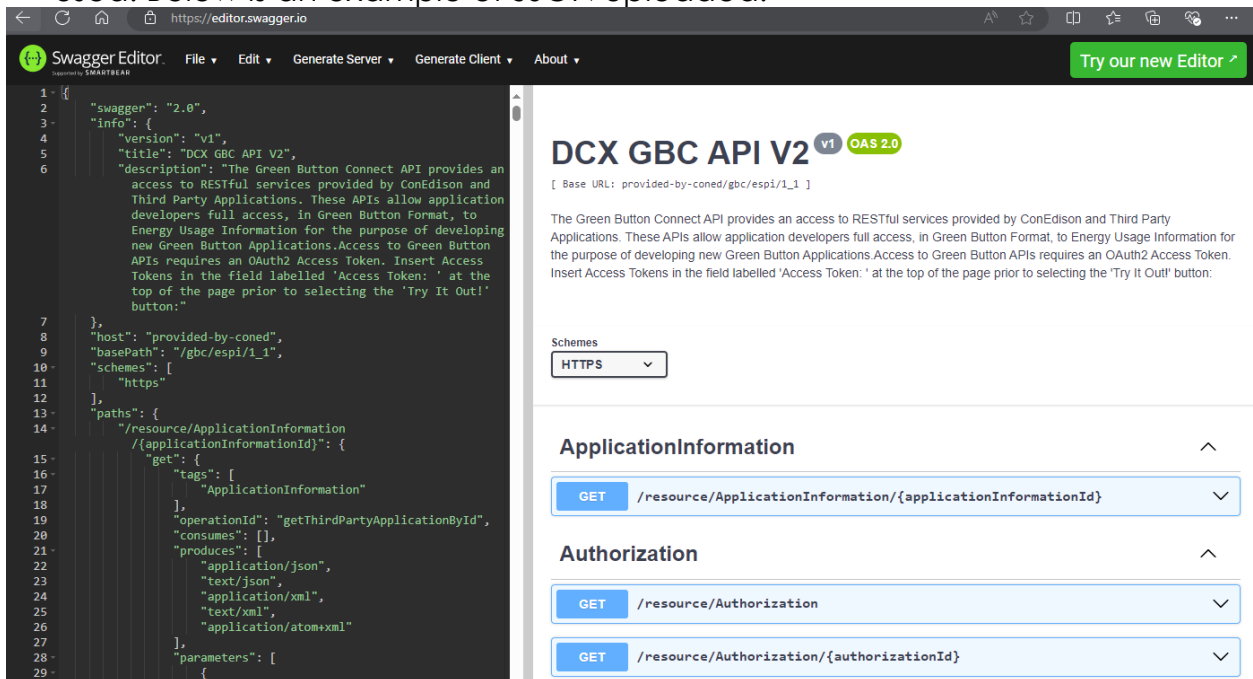 https://editor.swagger.io
Swagger Editor.
Supported by SMARTBEAR
File
Edit
Generate Server
Generate Client
About
Try our new Editor
1 {
2 "swagger": "2.0",
3 "info": {
4 "version": "v1",
5 "title": "DCX GBC API V2",
6 "description": "The Green Button Connect API provides an
access to RESTful services provided by ConEdison and
Third Party Applications. These APIs allow application
developers full access, in Green Button Format, to
Energy Usage Information for the purpose of developing
new Green Button Applications.Access to Green Button
APIs requires an OAuth2 Access Token. Insert Access
Tokens in the field labelled 'Access Token: ' at the
top of the page prior to selecting the 'Try It Out!'
button:"
7 },
8 "host": "provided-by-coned",
9 "basePath": "/gbc/espi/1_1",
10 "schemes": [
11 "https"
12 ],
13 "paths": {
14 "/resource/ApplicationInformation
/{applicationInformationId}": {
15 "get": {
16 "tags": [
17 "ApplicationInformation"
18 ],
19 "operationId": "getThirdPartyApplicationById",
20 "consumes": [],
21 "produces": [
22 "application/json",
23 "text/json",
24 "application/xml",
25 "text/xml",
26 "application/atom+xml"
27 ],
28 "parameters": [
29 {
DCX GBC API V2 v1 OAS 2.0
[ Base URL: provided-by-coned/gbc/espi/1_1 ]
The Green Button Connect API provides an access to RESTful services provided by ConEdison and Third Party
Applications. These APIs allow application developers full access, in Green Button Format, to Energy Usage Information for
the purpose of developing new Green Button Applications.Access to Green Button APIs requires an OAuth2 Access Token.
Insert Access Tokens in the field labelled 'Access Token: ' at the top of the page prior to selecting the 'Try It Out!' button:
Schemes
HTTPS
ApplicationInformation
GET /resource/ApplicationInformation/{applicationInformationId}
Authorization
GET /resource/Authorization
GET /resource/Authorization/{authorizationId}